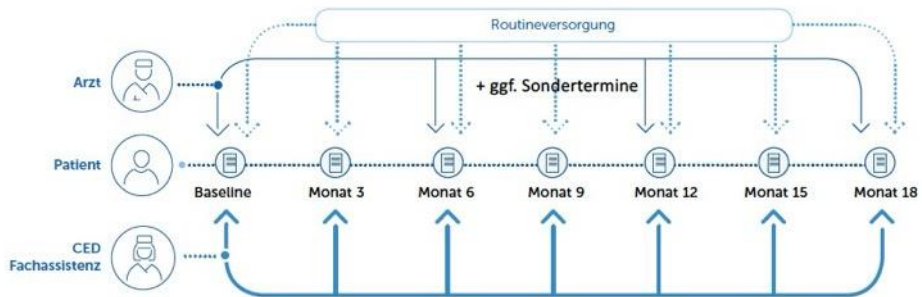 Routineversorgung
Arzt
+ ggf. Sondertermine
Patient
Baseline
Monat 3
Monat 6
Monat 9
Monat 12
Monat 15
Monat 18
CED
Fachassistenz